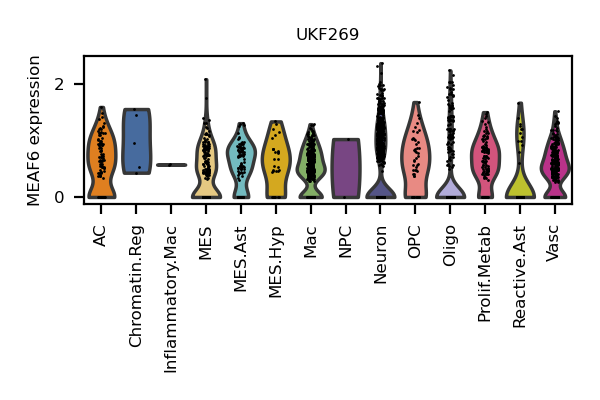 UKF269
MEAF6 expression
2
0
AC
Chromatin.Reg
Inflammatory.Mac
MES
MES.Ast
MES.Hyp
Mac
NPC
Neuron
OPC
Oligo
Prolif.Metab
Reactive.Ast
Vasc